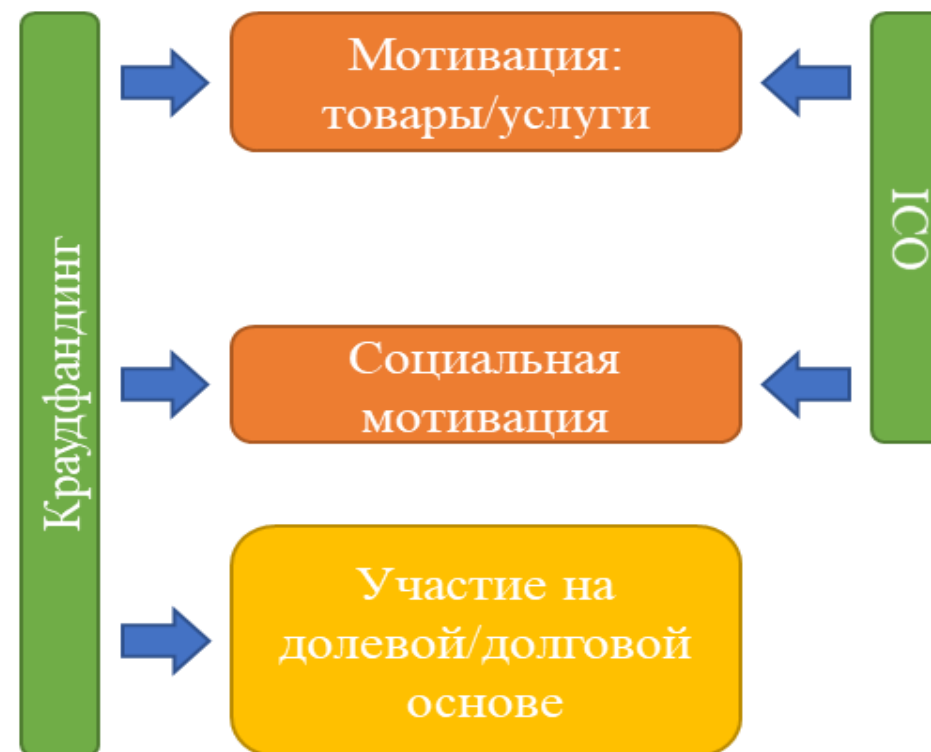 Краудфандинг
Мотивация:
товары/услуги
Социальная
мотивация
Участие на
долевой/долговой
основе
ICO